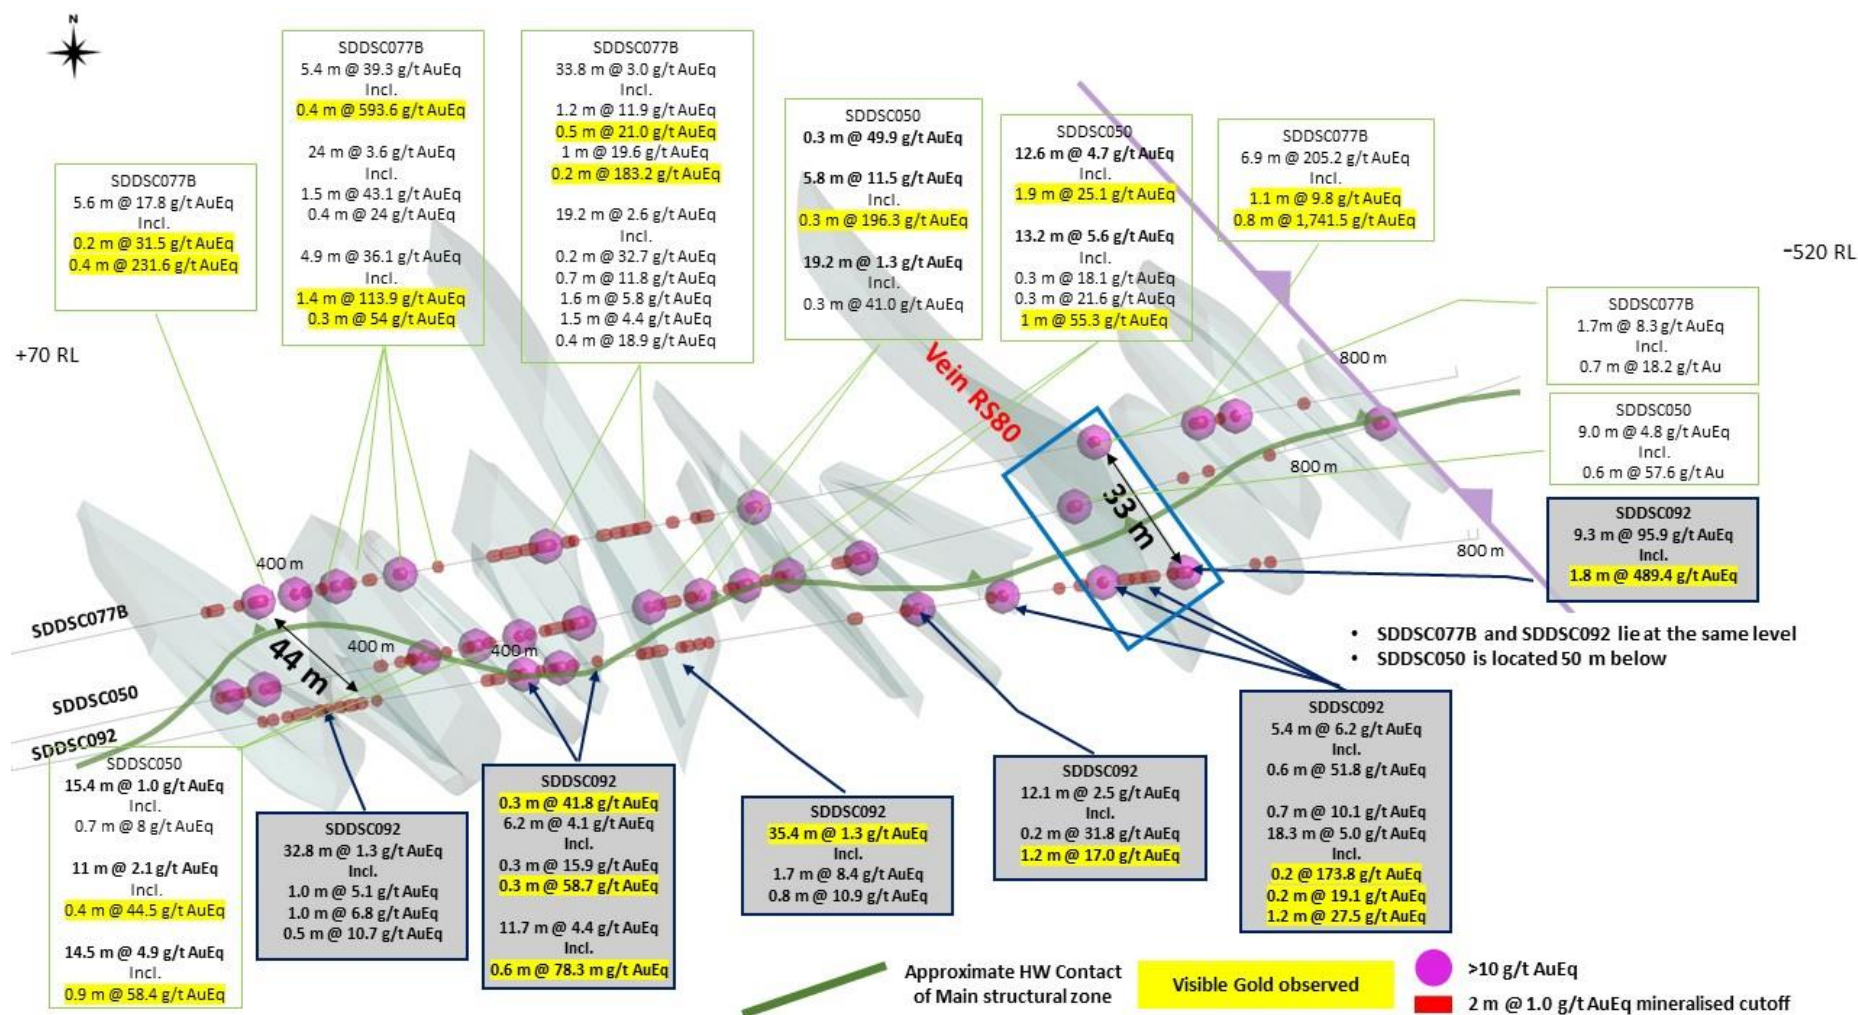 N
SDDSC077B
5.6 m @ 17.8 g/t AuEq
Incl.
0.2 m @ 31.5 g/t AuEq
0.4 m @ 231.6 g/t AuEq
SDDSC077B
5.4 m @ 39.3 g/t AuEq
Incl.
0.4 m @ 593.6 g/t AuEq
24 m @ 3.6 g/t AuEq
Incl.
1.5 m @ 43.1 g/t AuEq
0.4 m @ 24 g/t AuEq
4.9 m @ 36.1 g/t AuEq
Incl.
1.4 m @ 113.9 g/t AuEq
0.3 m @ 54 g/t AuEq
SDDSC077B
33.8 m @ 3.0 g/t AuEq
Incl.
1.2 m @ 11.9 g/t AuEq
0.5 m @ 21.0 g/t AuEq
1 m @ 19.6 g/t AuEq
0.2 m @ 183.2 g/t AuEq
19.2 m @ 2.6 g/t AuEq
Incl.
0.2 m @ 32.7 g/t AuEq
0.7 m @ 11.8 g/t AuEq
1.6 m @ 5.8 g/t AuEq
1.5 m @ 4.4 g/t AuEq
0.4 m @ 18.9 g/t AuEq
SDDSC050
0.3 m @ 49.9 g/t AuEq
5.8 m @ 11.5 g/t AuEq
Incl.
0.3 m @ 196.3 g/t AuEq
19.2 m @ 1.3 g/t AuEq
Incl.
0.3 m @ 41.0 g/t AuEq
SDDSC050
12.6 m @ 4.7 g/t AuEq
Incl.
1.9 m @ 25.1 g/t AuEq
13.2 m @ 5.6 g/t AuEq
Incl.
0.3 m @ 18.1 g/t AuEq
0.3 m @ 21.6 g/t AuEq
1 m @ 55.3 g/t AuEq
SDDSC077B
6.9 m @ 205.2 g/t AuEq
Incl.
1.1 m @ 9.8 g/t AuEq
0.8 m @ 1,741.5 g/t AuEq
-520 RL
+70 RL
SDDSC077B
1.7m @ 8.3 g/t AuEq
Incl.
0.7 m @ 18.2 g/t Au
SDDSC050
9.0 m @ 4.8 g/t AuEq
Incl.
0.6 m @ 57.6 g/t Au
SDDSC092
9.3 m @ 95.9 g/t AuEq
Incl.
1.8 m @ 489.4 g/t AuEq
Vein RS80
800 m
800 m
800 m
33 m
400 m
400 m
400 m
44 m
SDDSC077B
SDDSC050
SDDSC092
• SDDSC077B and SDDSC092 lie at the same level
• SDDSC050 is located 50 m below
SDDSC050
15.4 m @ 1.0 g/t AuEq
Incl.
0.7 m @ 8 g/t AuEq
11 m @ 2.1 g/t AuEq
Incl.
0.4 m @ 44.5 g/t AuEq
14.5 m @ 4.9 g/t AuEq
Incl.
0.9 m @ 58.4 g/t AuEq
SDDSC092
32.8 m @ 1.3 g/t AuEq
Incl.
1.0 m @ 5.1 g/t AuEq
1.0 m @ 6.8 g/t AuEq
0.5 m @ 10.7 g/t AuEq
SDDSC092
0.3 m @ 41.8 g/t AuEq
6.2 m @ 4.1 g/t AuEq
Incl.
0.3 m @ 15.9 g/t AuEq
0.3 m @ 58.7 g/t AuEq
11.7 m @ 4.4 g/t AuEq
Incl.
0.6 m @ 78.3 m g/t AuEq
SDDSC092
35.4 m @ 1.3 g/t AuEq
Incl.
1.7 m @ 8.4 g/t AuEq
0.8 m @ 10.9 g/t AuEq
SDDSC092
12.1 m @ 2.5 g/t AuEq
Incl.
0.2 m @ 31.8 g/t AuEq
1.2 m @ 17.0 g/t AuEq
SDDSC092
5.4 m @ 6.2 g/t AuEq
Incl.
0.6 m @ 51.8 g/t AuEq
0.7 m @ 10.1 g/t AuEq
18.3 m @ 5.0 g/t AuEq
Incl.
0.2 @ 173.8 g/t AuEq
0.2 m @ 19.1 g/t AuEq
1.2 m @ 27.5 g/t AuEq
Approximate HW Contact
of Main structural zone
Visible Gold observed
>10 g/t AuEq
2 m @ 1.0 g/t AuEq mineralised cutoff